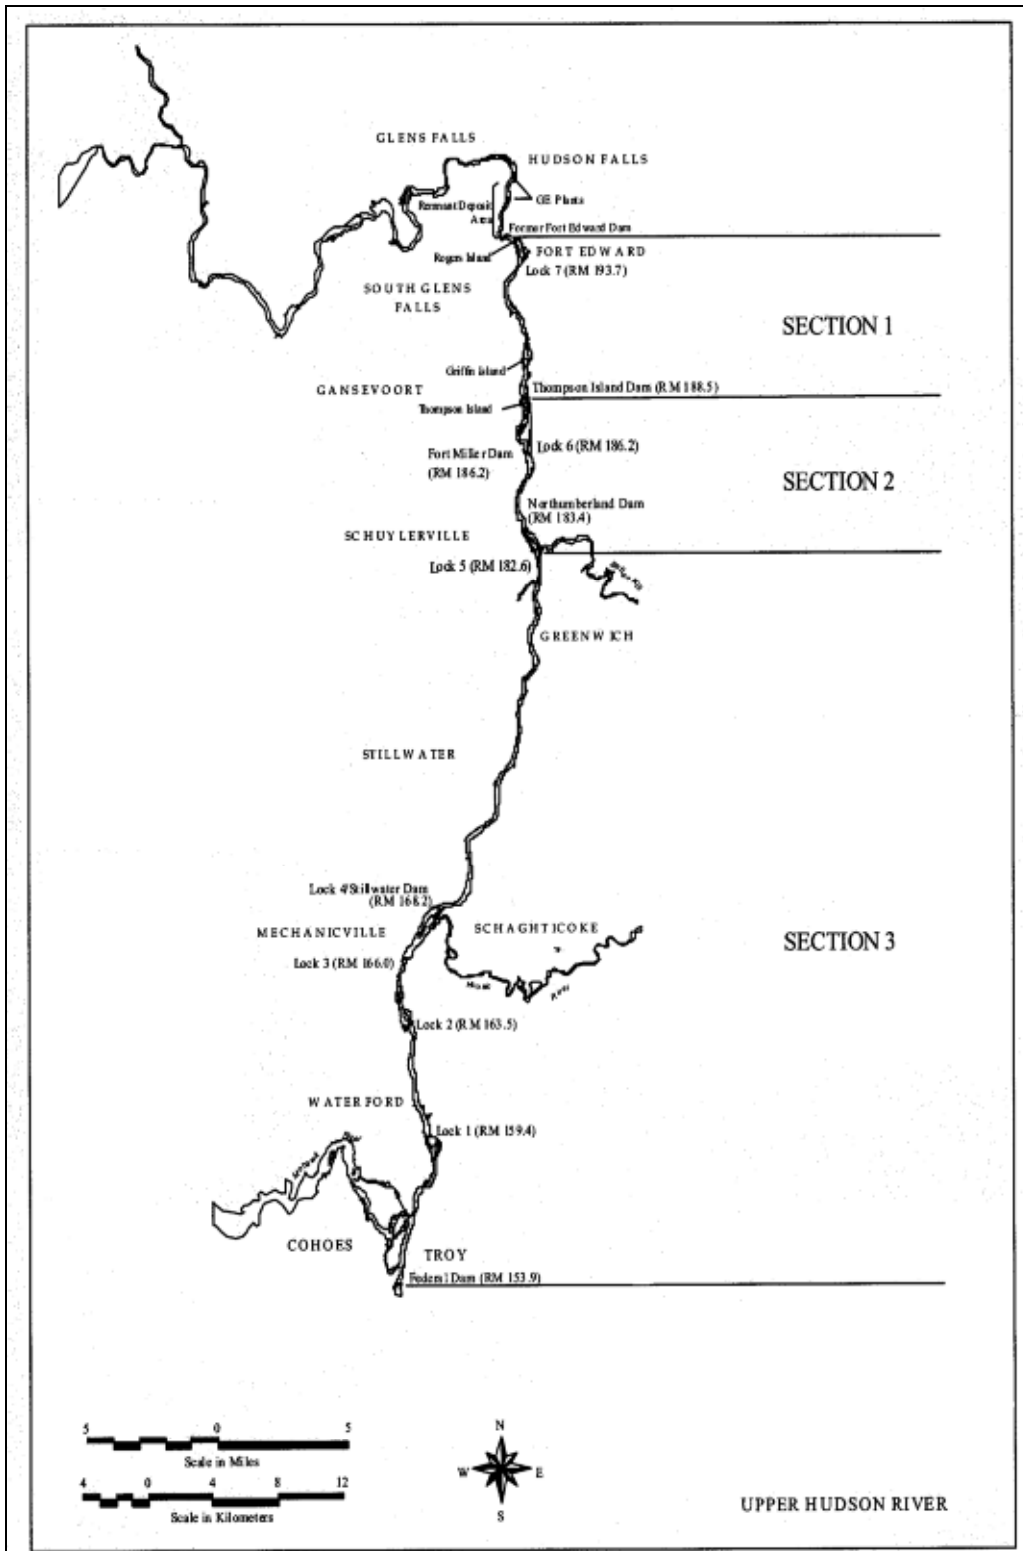 GLENS FALLS
HUDSON FALLS
GE Plants
Remnant Deposit
Area
Former Fort Edward Dam
Rogers Island
FORT EDWARD
Lock 7 (RM 193.7)
SOUTH GLENS
FALLS
SECTION 1
Griffin Island
GANSEVOORT
Thompson Island Dam (RM 188.5)
Thompson Island
Lock 6 (RM 186.2)
Fort Miller Dam
(RM 186.2)
SECTION 2
Northumberland Dam
(RM 183.4)
SCHUYLERVILLE
Lock 5 (RM 182.6)
GREENWICH
STILLWATER
Lock 4/Stillwater Dam
(RM 168.2)
MECHANICVILLE
SCHAGHTICOKE
SECTION 3
Lock 3 (RM 166.0)
River
Lock 2 (RM 163.5)
WATERFORD
Lock 1 (RM 159.4)
River
COHOES
TROY
Federal Dam (RM 153.9)
5 0 5
Scale in Miles
4 0 4 8 12
Scale in Kilometers
N
W E
S
UPPER HUDSON RIVER